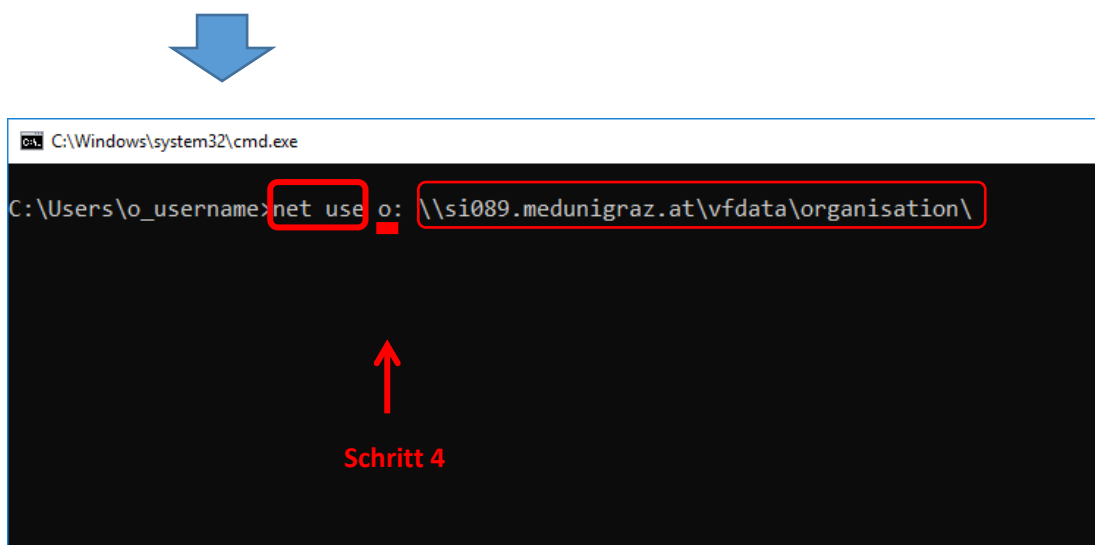 C:\Windows\system32\cmd.exe
C:\Users\o_username>net use o: \\si089.medunigraz.at\vfdata\organisation\
Schritt 4